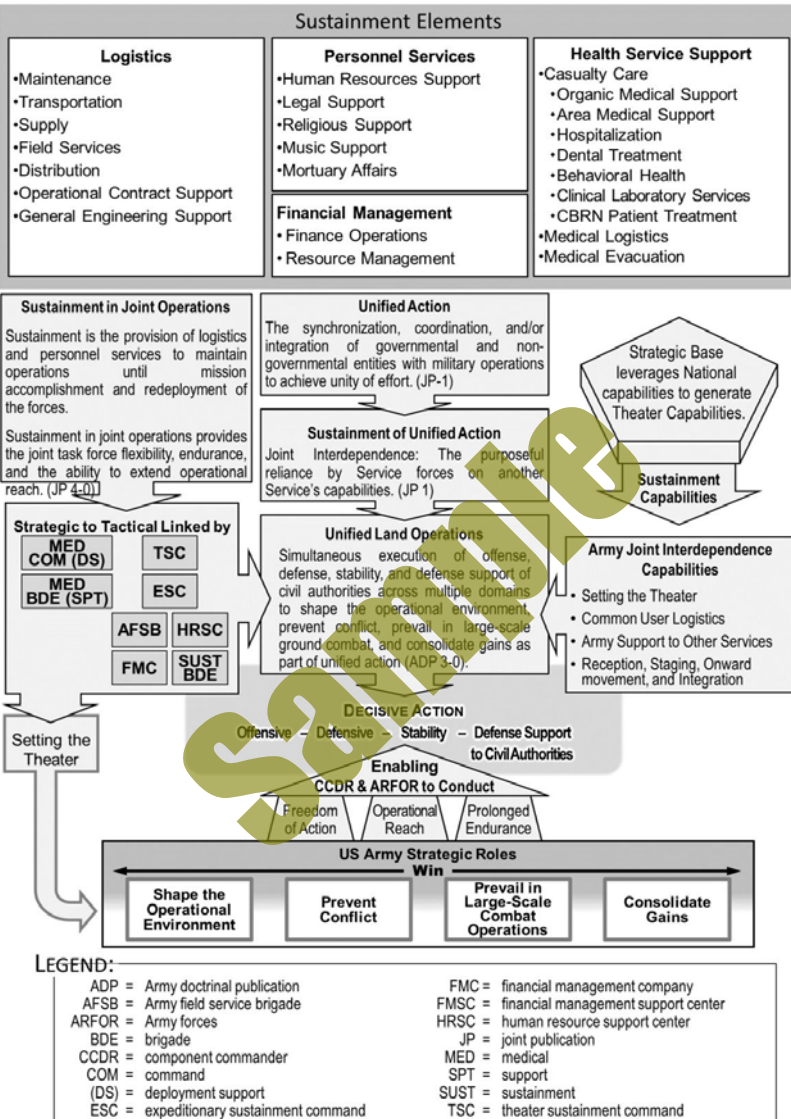 Sustainment Elements
Logistics
•Maintenance
•Transportation
•Supply
•Field Services
•Distribution
•Operational Contract Support
•General Engineering Support
Personnel Services
•Human Resources Support
•Legal Support
•Religious Support
•Music Support
•Mortuary Affairs
Financial Management
• Finance Operations
• Resource Management
Health Service Support
•Casualty Care
•Organic Medical Support
•Area Medical Support
•Hospitalization
•Dental Treatment
•Behavioral Health
•Clinical Laboratory Services
•CBRN Patient Treatment
•Medical Logistics
•Medical Evacuation
Sustainment in Joint Operations
Sustainment is the provision of logistics
and personnel services to maintain
operations until mission
accomplishment and redeployment of
the forces.
Sustainment in joint operations provides
the joint task force flexibility, endurance,
and the ability to extend operational
reach. (JP 4-0)
Unified Action
The synchronization, coordination, and/or
integration of governmental and non-
governmental entities with military operations
to achieve unity of effort. (JP-1)
Sustainment of Unified Action
Joint Interdependence: The purposeful
reliance by Service forces on another
Service's capabilities. (JP 1)
Strategic Base
leverages National
capabilities to generate
Theater Capabilities.
Sustainment
Capabilities
Strategic to Tactical Linked by
MED
COM (DS)
TSC
MED
BDE (SPT)
ESC
AFSB
HRSC
FMC
SUST
BDE
Unified Land Operations
Simultaneous execution of offense,
defense, stability, and defense support of
civil authorities across multiple domains
to shape the operational environment,
prevent conflict, prevail in large-scale
ground combat, and consolidate gains as
part of unified action (ADP 3-0).
Army Joint Interdependence
Capabilities
• Setting the Theater
• Common User Logistics
• Army Support to Other Services
• Reception, Staging, Onward
movement, and Integration
Setting the
Theater
DECISIVE ACTION
Offensive – Defensive – Stability – Defense Support
to Civil Authorities
Enabling
CCDR & ARFOR to Conduct
Freedom
of Action
Operational
Reach
Prolonged
Endurance
US Army Strategic Roles
Win
Shape the
Operational
Environment
Prevent
Conflict
Prevail in
Large-Scale
Combat
Operations
Consolidate
Gains
LEGEND:
ADP = Army doctrinal publication
AFSB = Army field service brigade
ARFOR = Army forces
BDE = brigade
CCDR = component commander
COM = command
(DS) = deployment support
ESC = expeditionary sustainment command
FMC = financial management company
FMSC = financial management support center
HRSC = human resource support center
JP = joint publication
MED = medical
SPT = support
SUST = sustainment
TSC = theater sustainment command
Sample